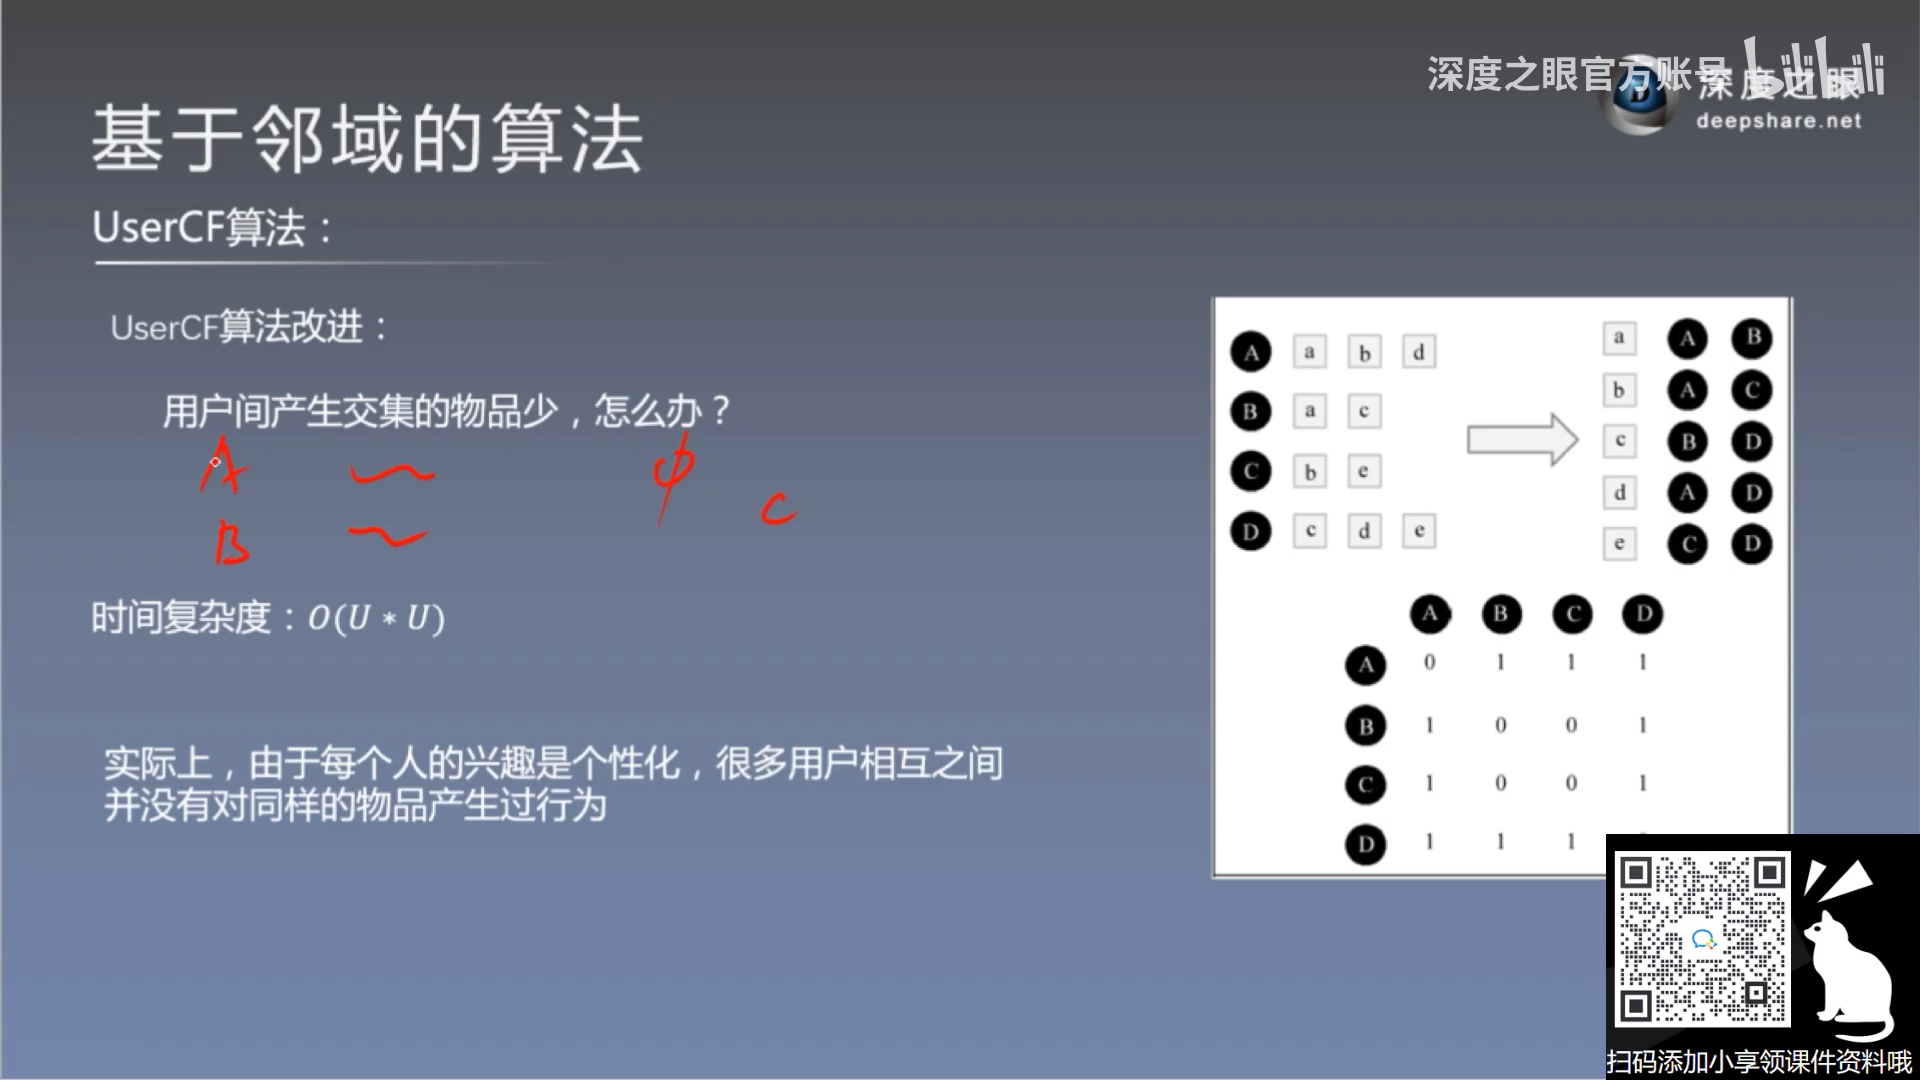 深度之眼官方账号 bilibili
深度之眼
deepshare.net
基于邻域的算法
UserCF算法：
UserCF算法改进：
用户间产生交集的物品少，怎么办？
A ϕ
C
B
时间复杂度：O(U * U)
实际上，由于每个人的兴趣是个性化，很多用户相互之间
并没有对同样的物品产生过行为
A a b d
B a c
C b e
D c d e
a A B
b A C
c B D
d A D
e C D
A B C D
A 0 1 1 1
B 1 0 0 1
C 1 0 0 1
D 1 1 1
扫码添加小享领课件资料哦